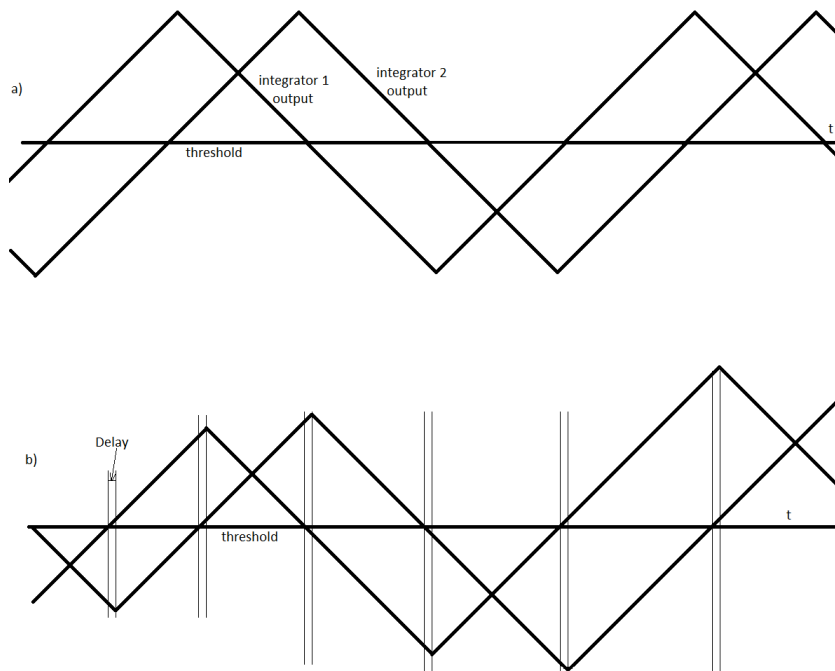 a)
integrator 1
output
integrator 2
output
threshold
t
b)
Delay
threshold
t